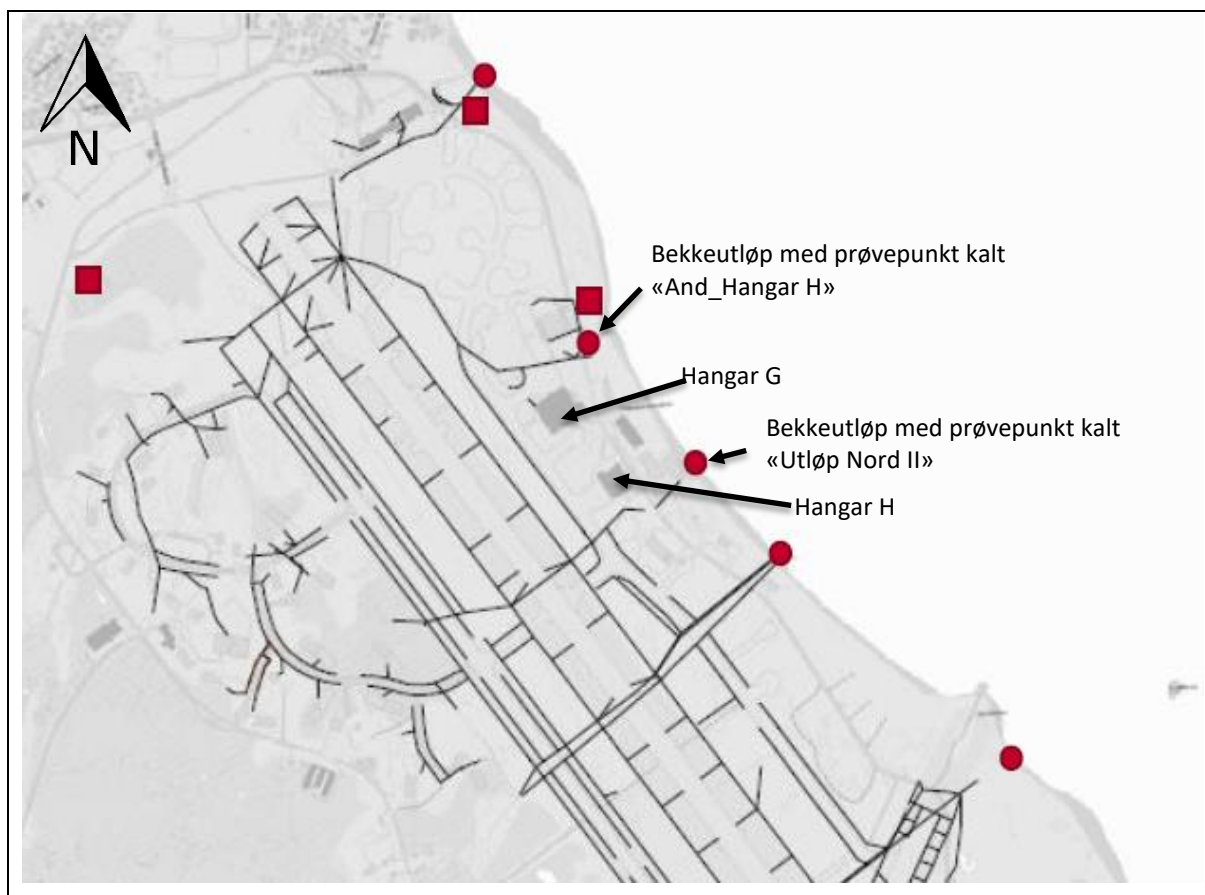 N
Bekkeutløp med prøvepunkt kalt
«And_Hangar H»
Hangar G
Bekkeutløp med prøvepunkt kalt
«Utløp Nord II»
Hangar H